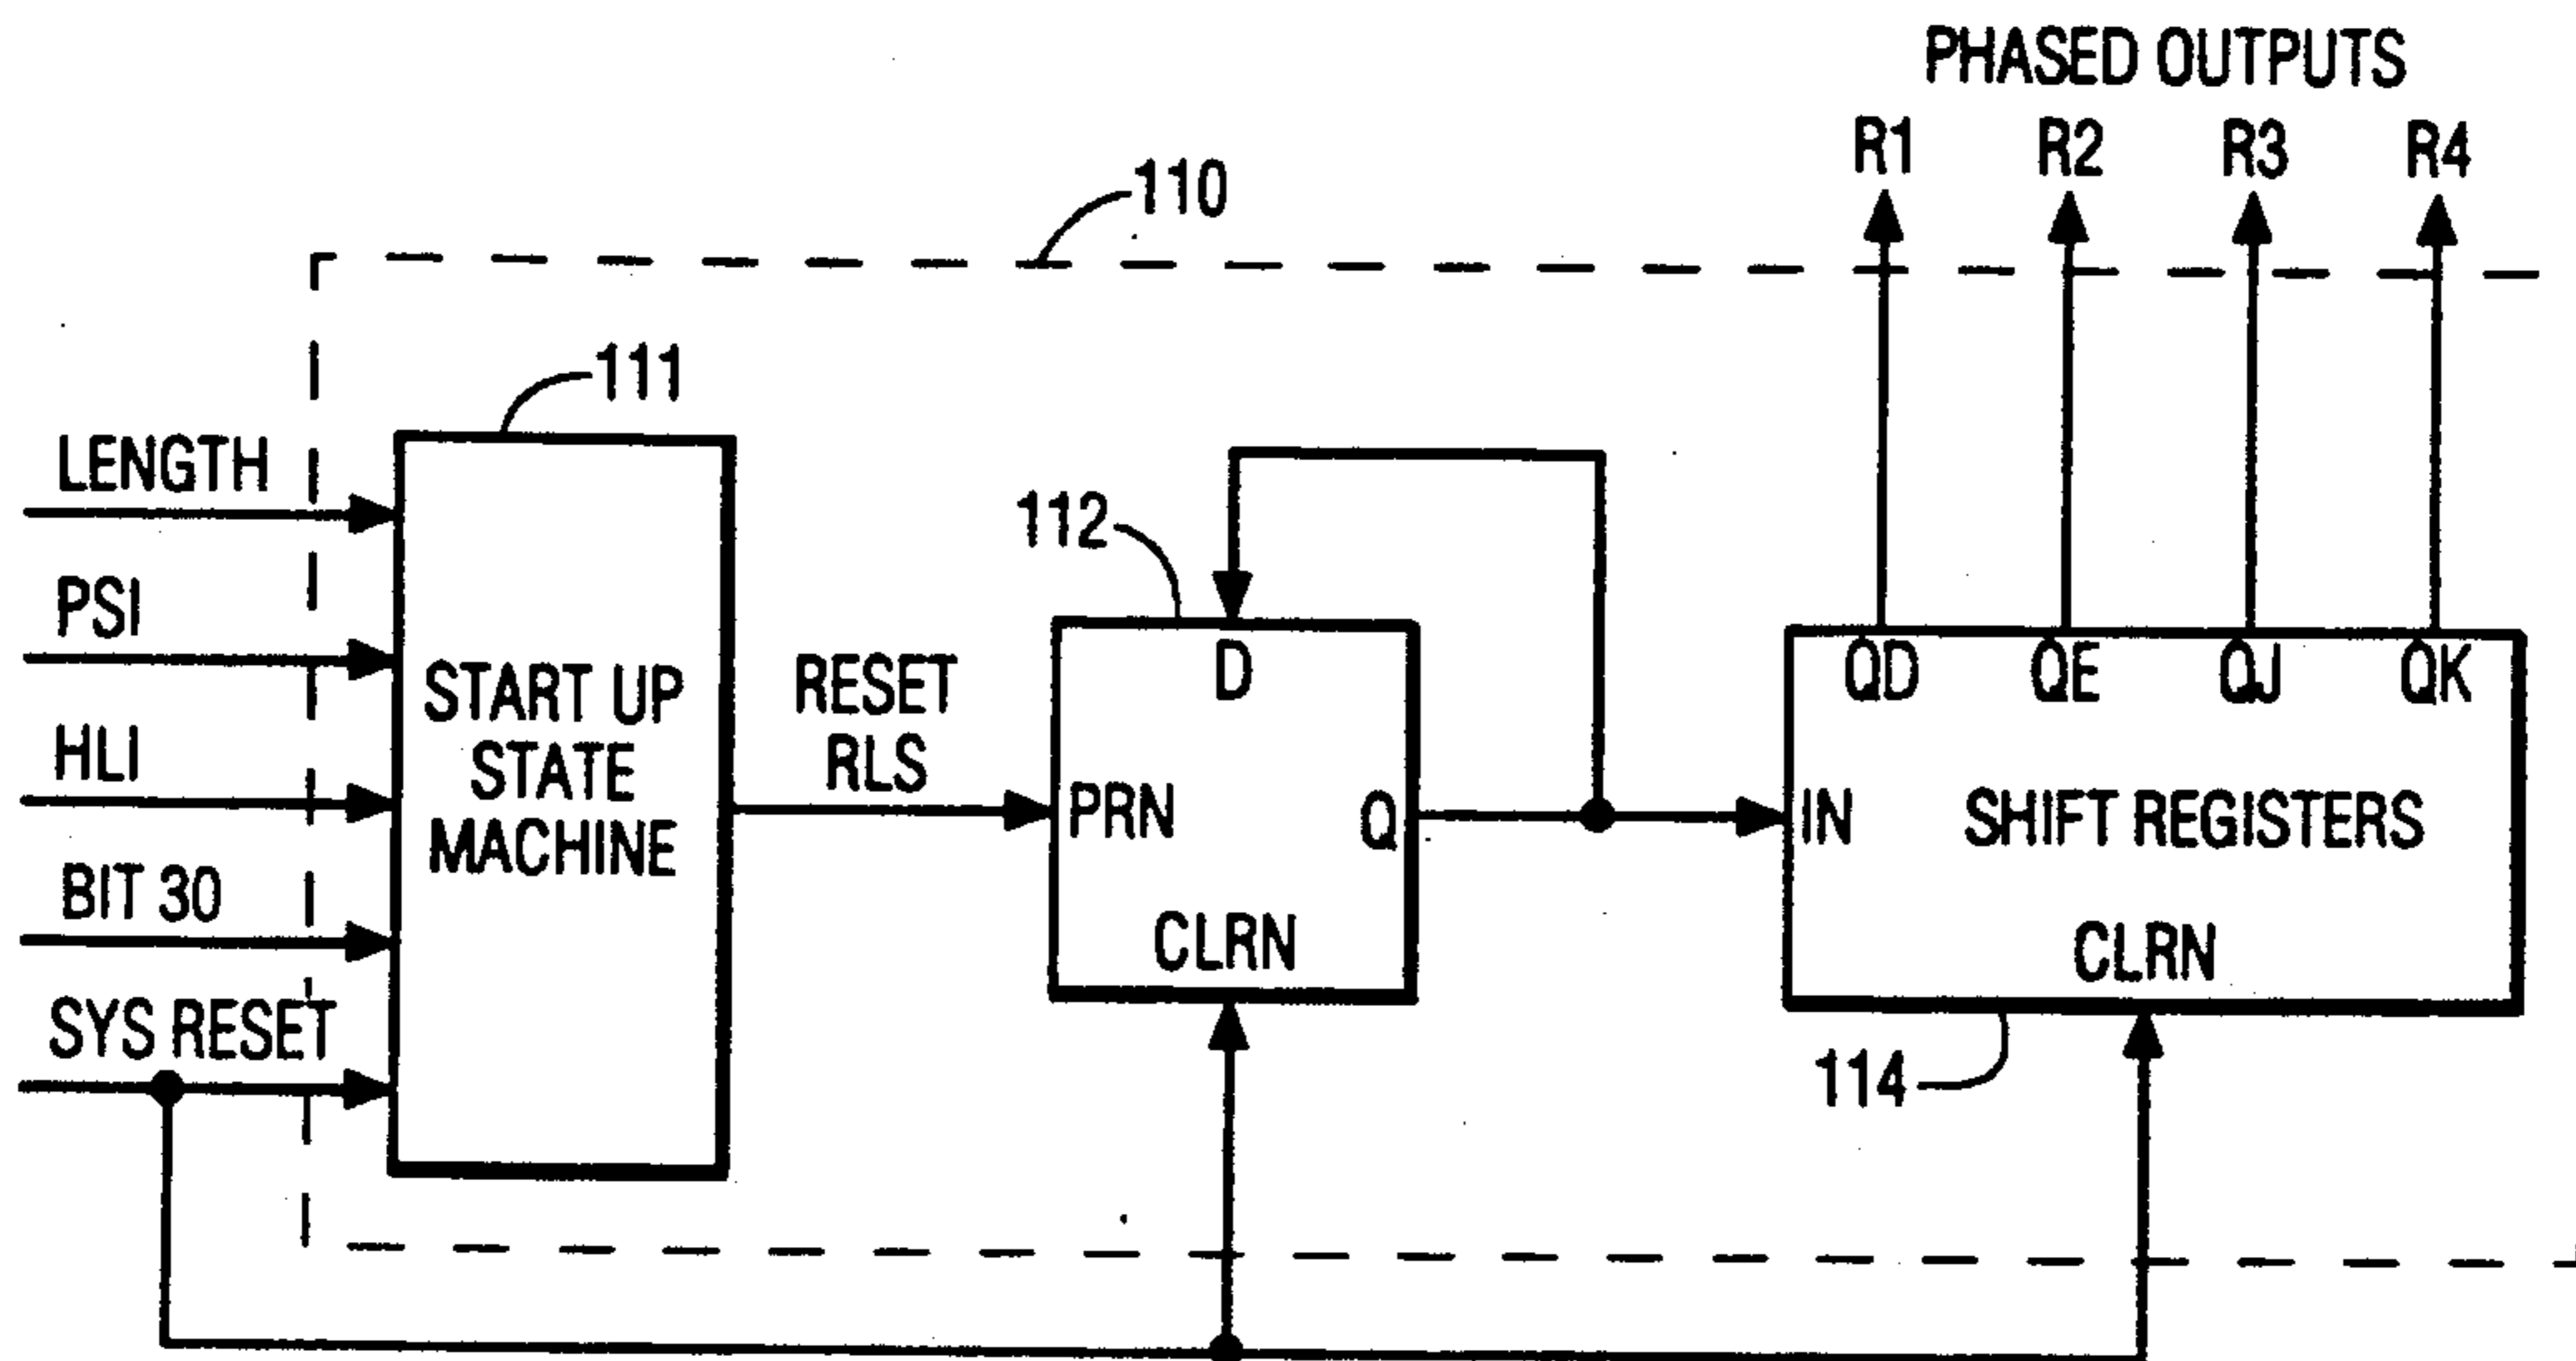 PHASED OUTPUTS
R1 R2 R3 R4
110
111
LENGTH
PSI
HLI
BIT 30
SYS RESET
START UP
STATE
MACHINE
RESET
RLS
112
D
PRN
Q
CLRN
QD QE QJ QK
IN
SHIFT REGISTERS
CLRN
114